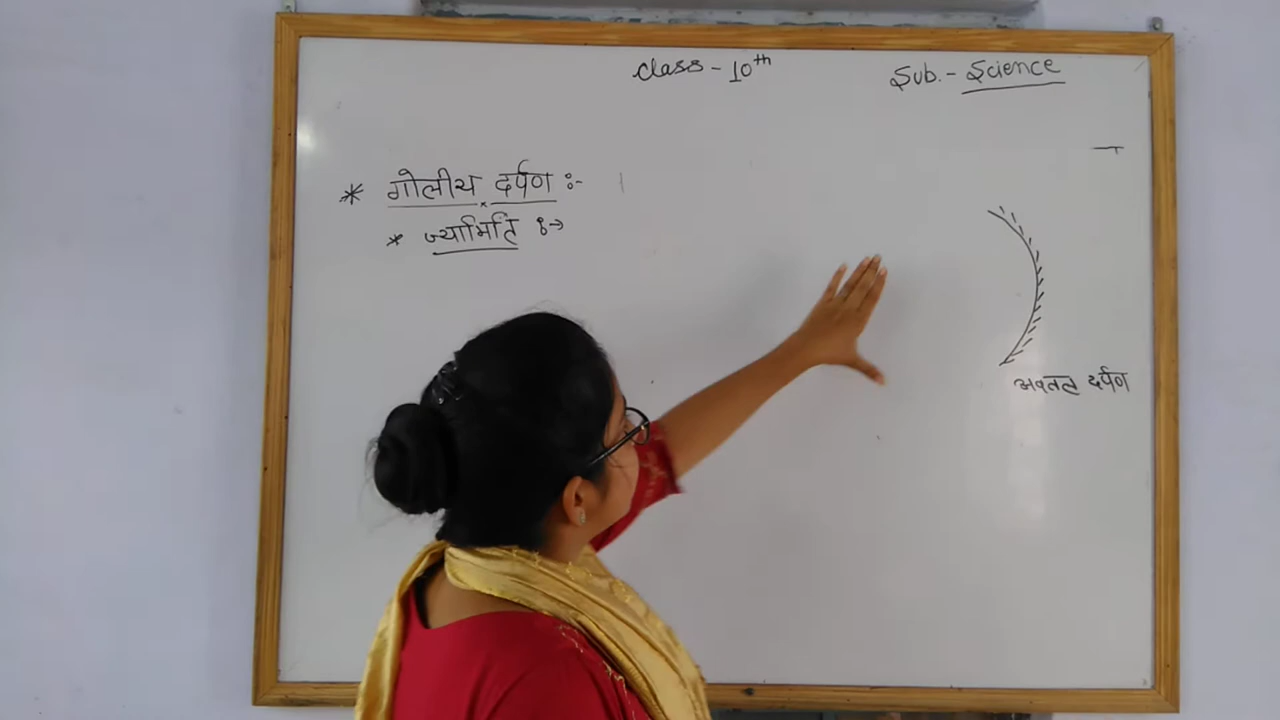 Class - 10th
Sub. - Science
* गोलीय दर्पण :-
* ज्यामिति :->
अवतल दर्पण